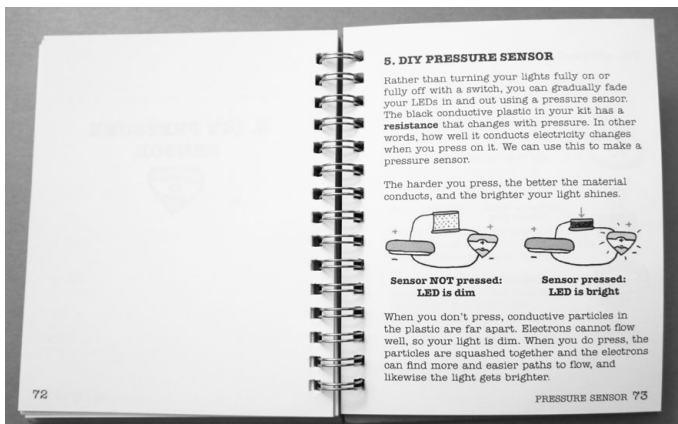 72
5. DIY PRESSURE SENSOR
Rather than turning your lights fully on or
fully off with a switch, you can gradually fade
your LEDs in and out using a pressure sensor.
The black conductive plastic in your kit has a
resistance that changes with pressure. In other
words, how well it conducts electricity changes
when you press on it. We can use this to make a
pressure sensor.
The harder you press, the better the material
conducts, and the brighter your light shines.
+ +
+ +
- -
Sensor NOT pressed:
LED is dim
Sensor pressed:
LED is bright
When you don't press, conductive particles in
the plastic are far apart. Electrons cannot flow
well, so your light is dim. When you do press, the
particles are squashed together and the electrons
can find more and easier paths to flow, and
likewise the light gets brighter.
PRESSURE SENSOR 73